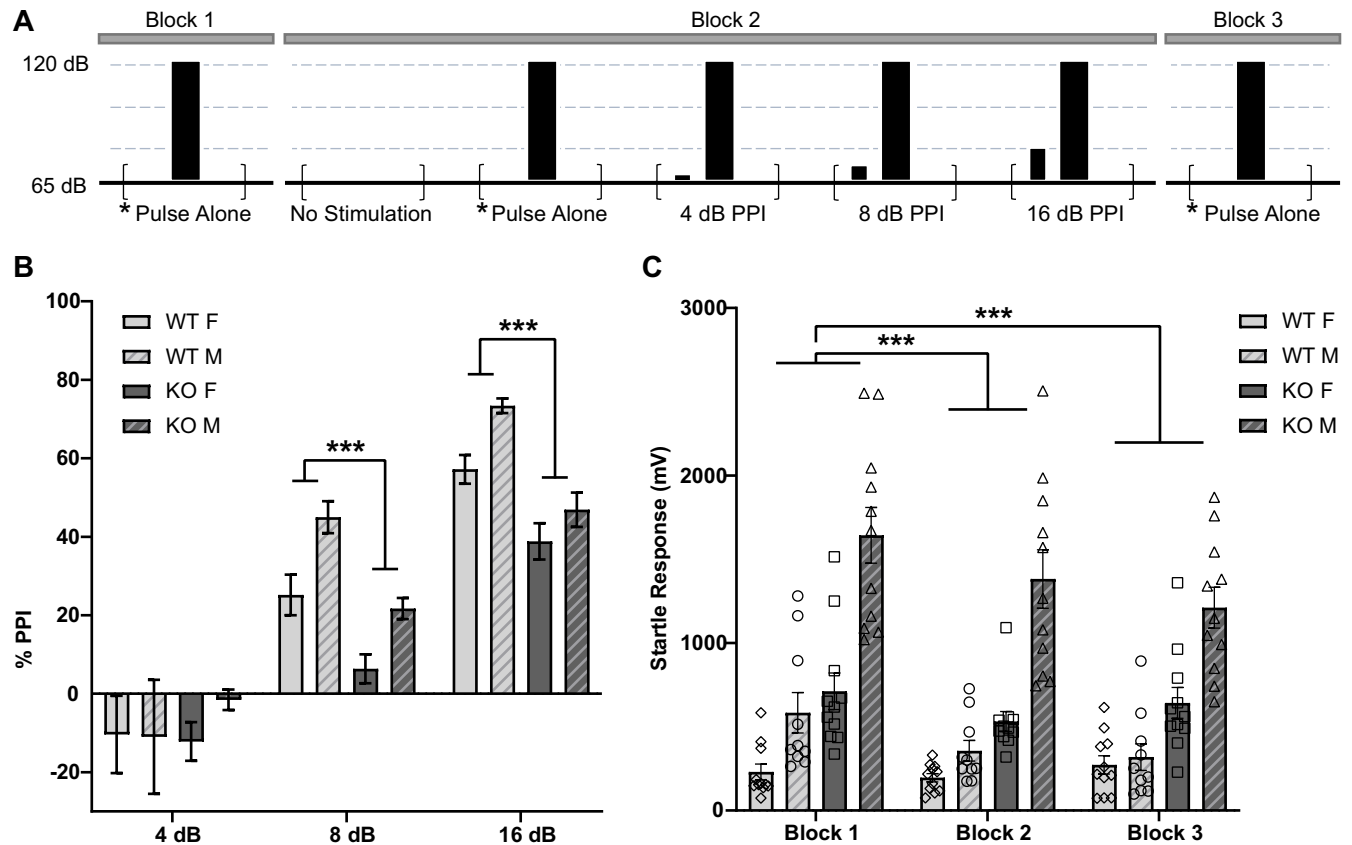 A
Block 1 Block 2 Block 3
120 dB
65 dB
* Pulse Alone No Stimulation * Pulse Alone 4 dB PPI 8 dB PPI 16 dB PPI * Pulse Alone
B
% PPI
100
80
60
40
20
0
-20
WT F
WT M
KO F
KO M
***
***
4 dB 8 dB 16 dB
C
Startle Response (mV)
3000
2000
1000
0
***
***
WT F
WT M
KO F
KO M
Block 1 Block 2 Block 3